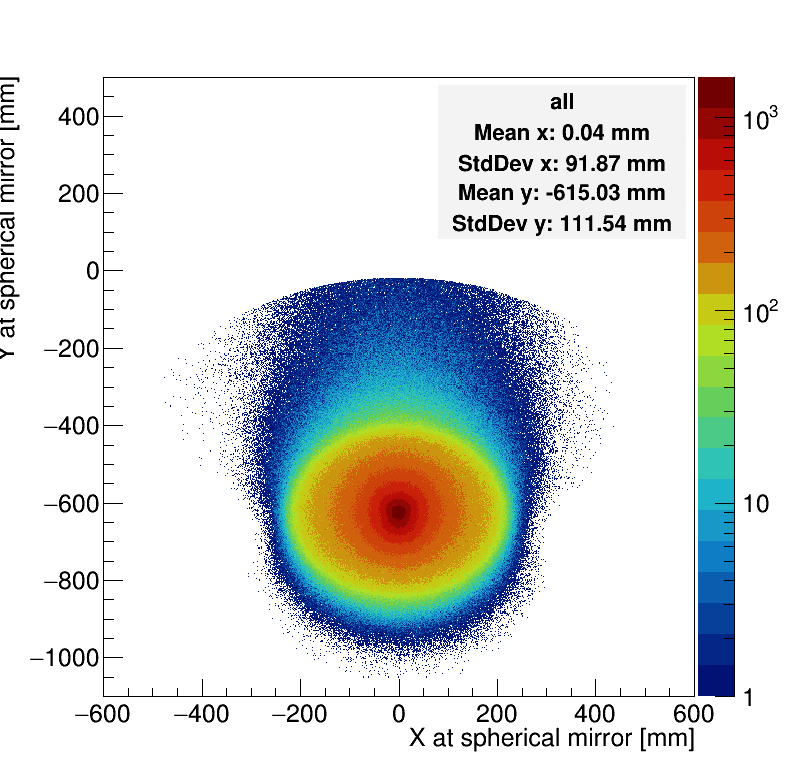 all
Mean x: 0.04 mm
StdDev x: 91.87 mm
Mean y: -615.03 mm
StdDev y: 111.54 mm
Y at spherical mirror [mm]
400
200
0
−200
−400
−600
−800
−1000
−600 −400 −200 0 200 400 600
X at spherical mirror [mm]
10³
10²
10
1